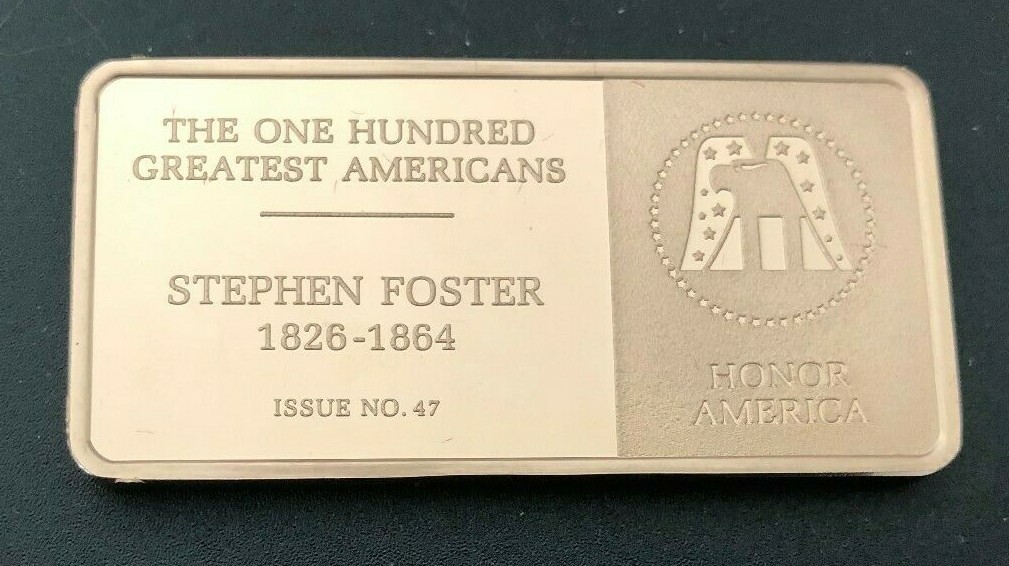 THE ONE HUNDRED
GREATEST AMERICANS
STEPHEN FOSTER
1826-1864
ISSUE NO. 47
HONOR
AMERICA